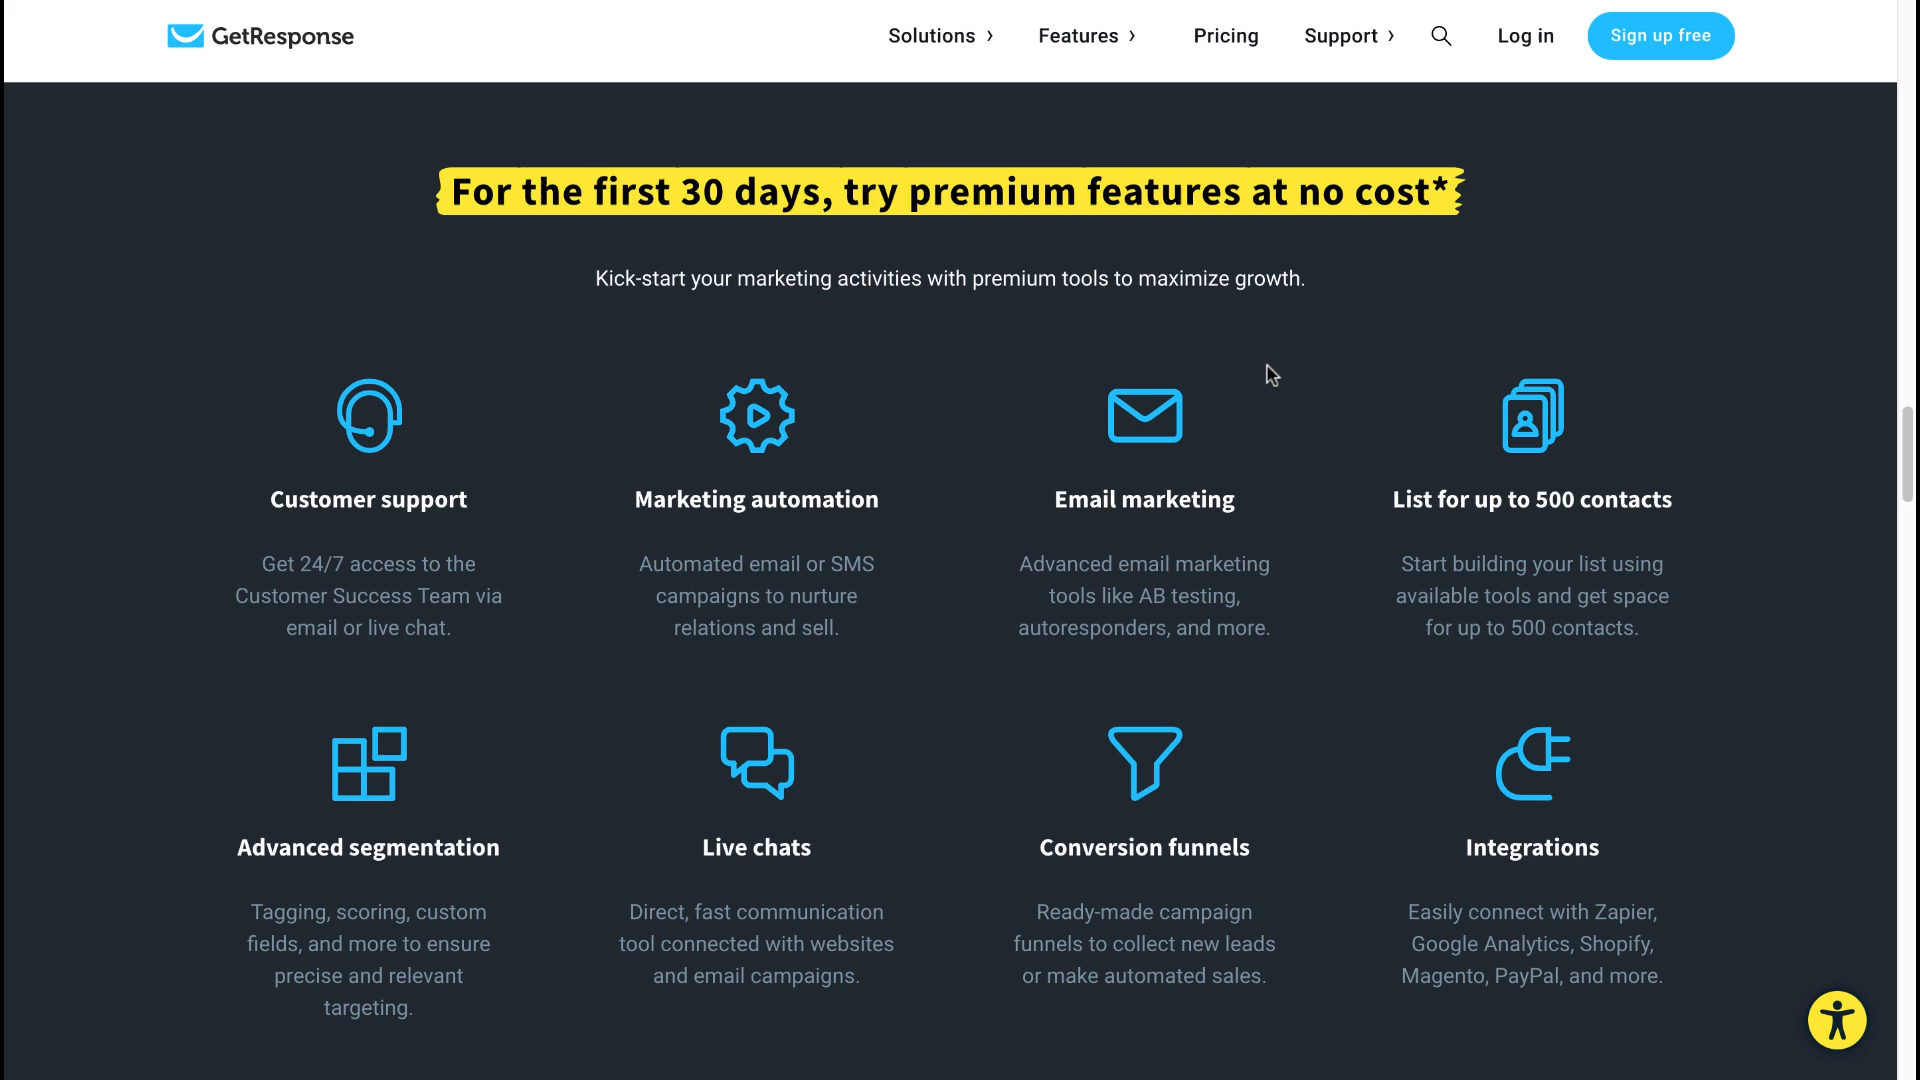 GetResponse
Solutions ›
Features ›
Pricing
Support ›
Log in
Sign up free
For the first 30 days, try premium features at no cost*
Kick-start your marketing activities with premium tools to maximize growth.
Customer support
Get 24/7 access to the
Customer Success Team via
email or live chat.
Marketing automation
Automated email or SMS
campaigns to nurture
relations and sell.
Email marketing
Advanced email marketing
tools like AB testing,
autoresponders, and more.
List for up to 500 contacts
Start building your list using
available tools and get space
for up to 500 contacts.
Advanced segmentation
Tagging, scoring, custom
fields, and more to ensure
precise and relevant
targeting.
Live chats
Direct, fast communication
tool connected with websites
and email campaigns.
Conversion funnels
Ready-made campaign
funnels to collect new leads
or make automated sales.
Integrations
Easily connect with Zapier,
Google Analytics, Shopify,
Magento, PayPal, and more.